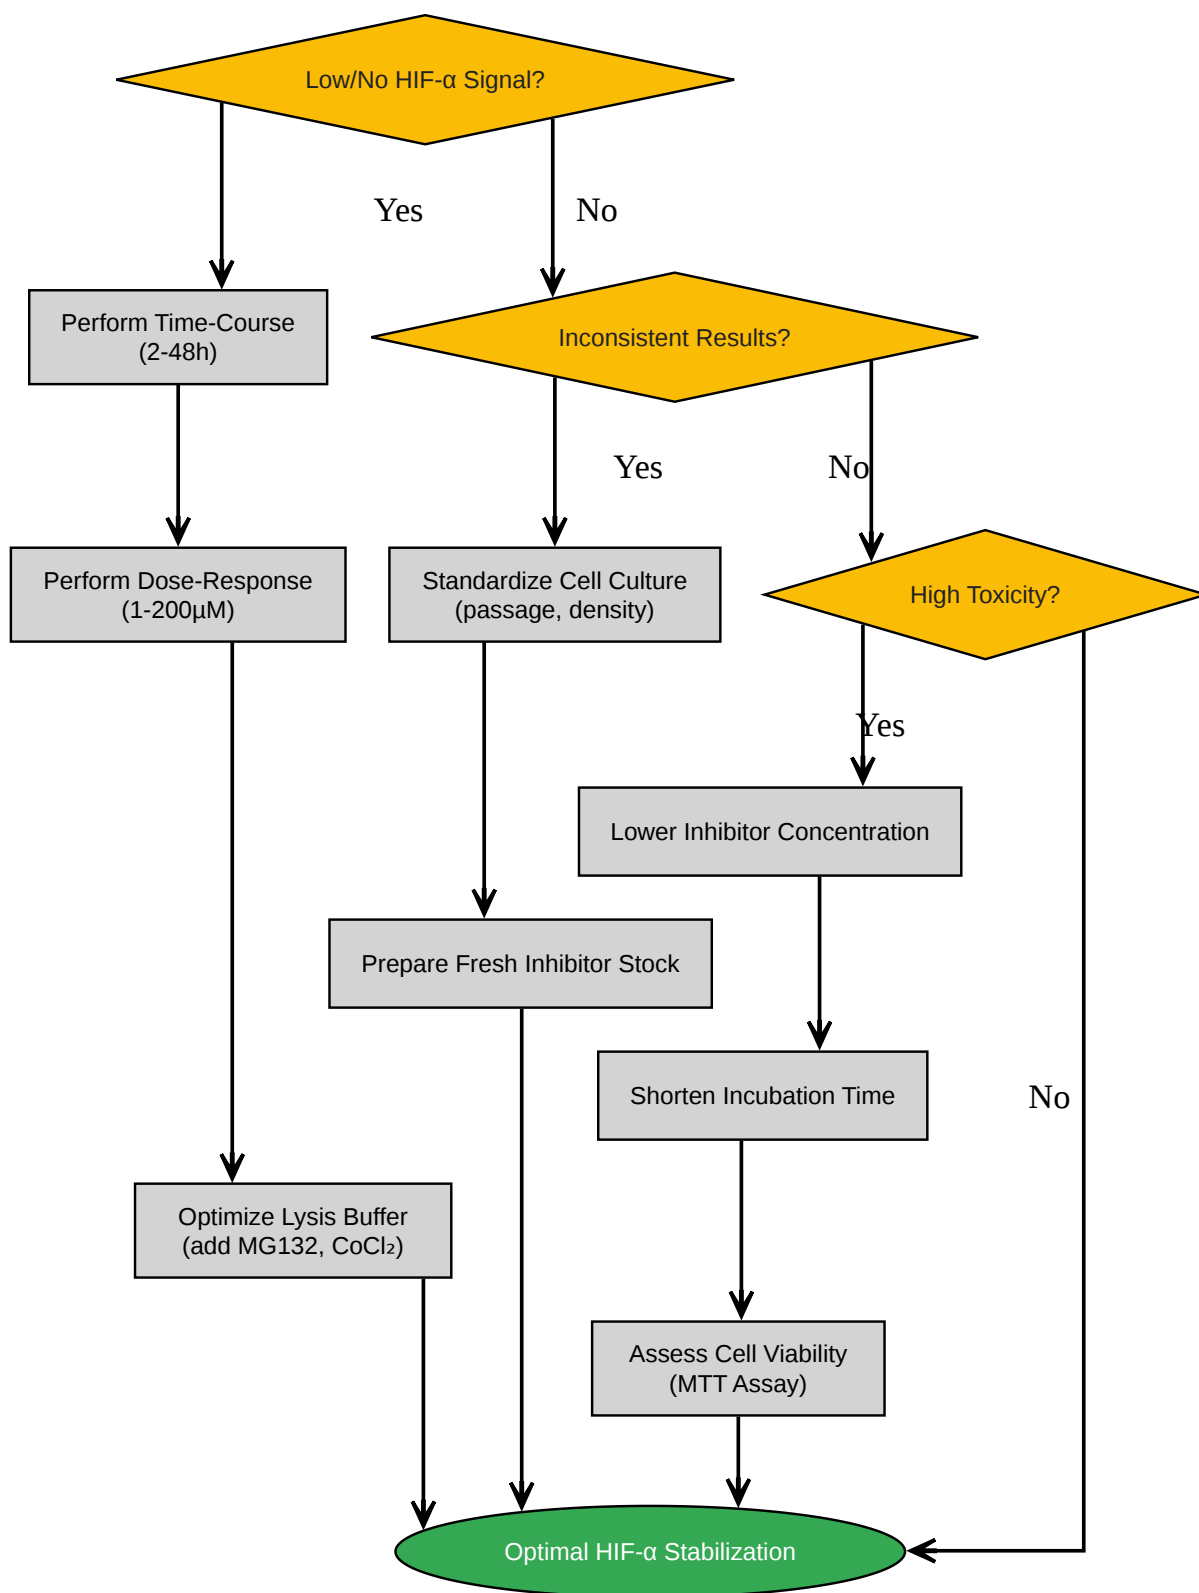 Low/No HIF-α Signal?
Yes
No
Perform Time-Course
(2-48h)
Inconsistent Results?
Yes
No
Perform Dose-Response
(1-200µM)
Standardize Cell Culture
(passage, density)
High Toxicity?
Yes
Lower Inhibitor Concentration
Prepare Fresh Inhibitor Stock
Shorten Incubation Time
No
Optimize Lysis Buffer
(add MG132, CoCl₂)
Assess Cell Viability
(MTT Assay)
Optimal HIF-α Stabilization